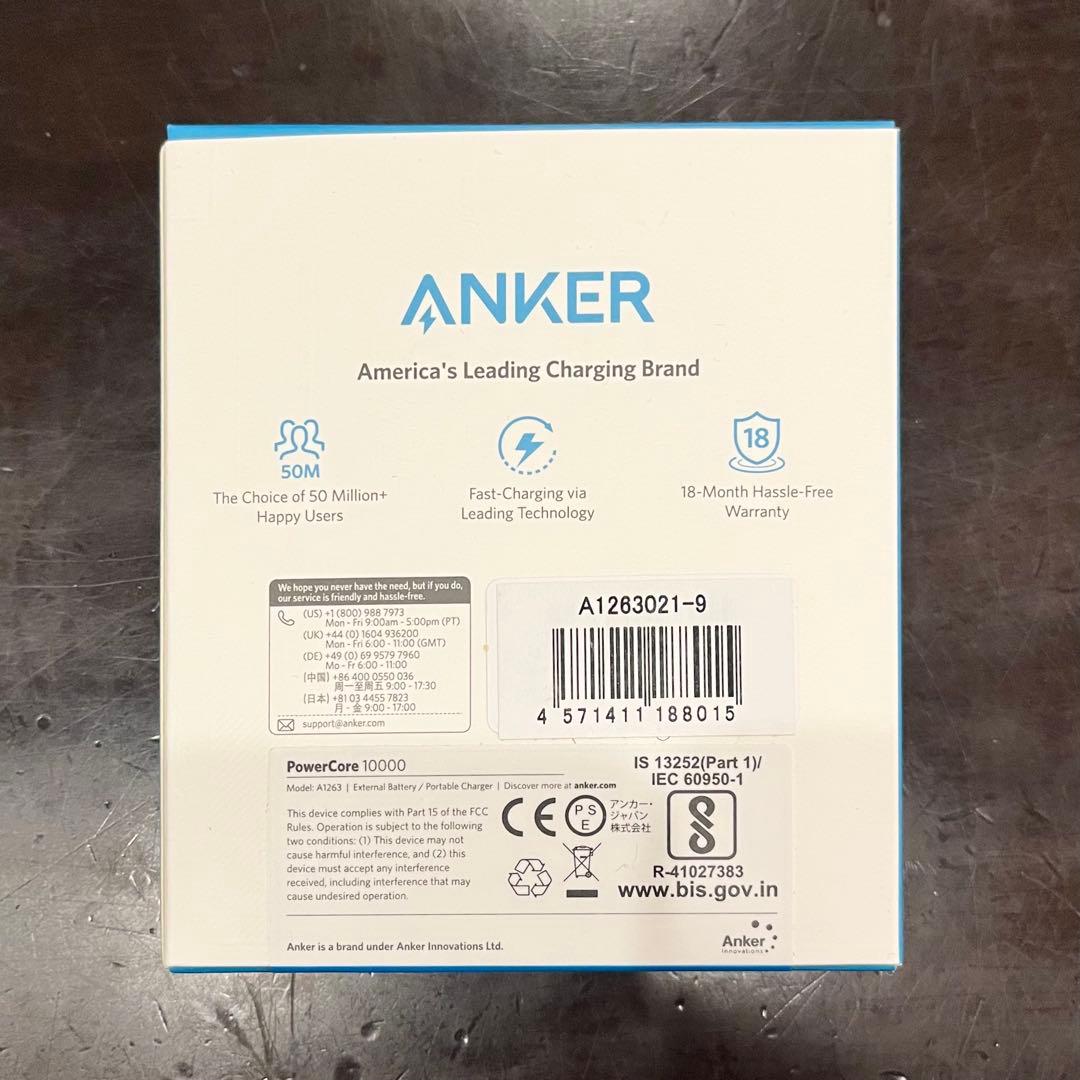 ANKER
America's Leading Charging Brand
50M
The Choice of 50 Million+
Happy Users
Fast-Charging via
Leading Technology
18
18-Month Hassle-Free
Warranty
We hope you never have the need, but if you do,
our service is friendly and hassle-free.
(US) +1 (800) 988 7973
Mon - Fri 9:00am - 5:00pm (PT)
(UK) +44 (0) 1604 936200
Mon - Fri 6:00 - 11:00 (GMT)
(DE) +49 (0) 69 9579 7960
Mo - Fr 6:00 - 11:00
(中国) +86 400 0550 036
周一至周五 9:00 - 17:30
(日本) +81 03 4455 7823
月 - 金 9:00 - 17:00
support@anker.com
A1263021-9
4 571411 188015
PowerCore 10000
Model: A1263 | External Battery / Portable Charger | Discover more at anker.com
This device complies with Part 15 of the FCC
Rules. Operation is subject to the following
two conditions: (1) This device may not
cause harmful interference, and (2) this
device must accept any interference
received, including interference that may
cause undesired operation.
CE
P S
E
アンカー・
ジャパン
株式会社
IS 13252(Part 1)/
IEC 60950-1
R-41027383
www.bis.gov.in
Anker is a brand under Anker Innovations Ltd.
Anker
Innovations